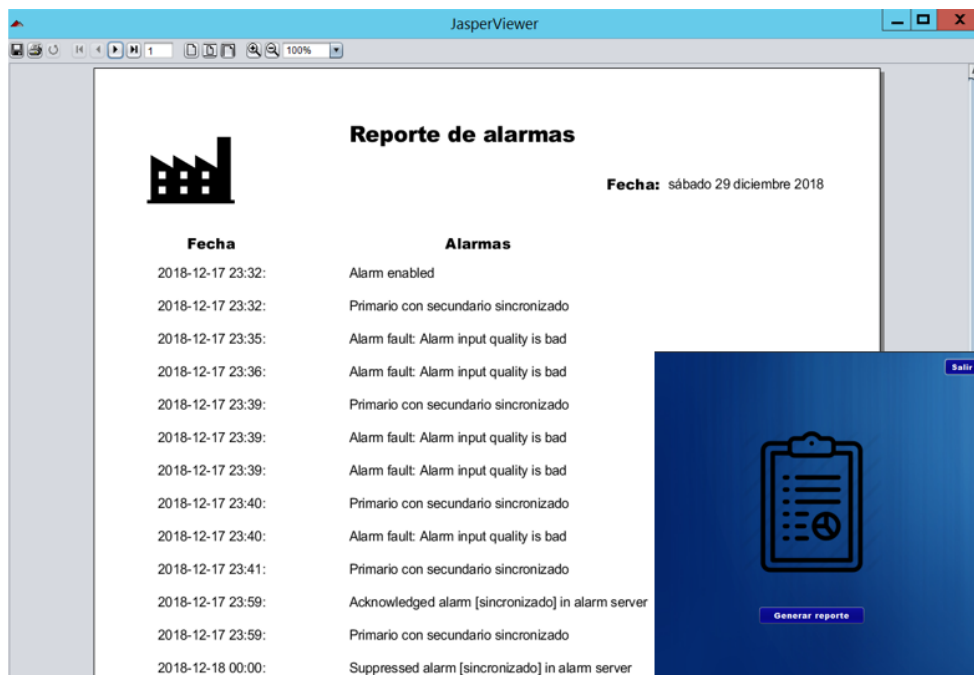 JasperViewer
1
100%
Reporte de alarmas
Fecha: sábado 29 diciembre 2018
Fecha Alarmas
2018-12-17 23:32: Alarm enabled
2018-12-17 23:32: Primario con secundario sincronizado
2018-12-17 23:35: Alarm fault: Alarm input quality is bad
2018-12-17 23:36: Alarm fault: Alarm input quality is bad
2018-12-17 23:39: Primario con secundario sincronizado
2018-12-17 23:39: Alarm fault: Alarm input quality is bad
2018-12-17 23:39: Alarm fault: Alarm input quality is bad
2018-12-17 23:40: Primario con secundario sincronizado
2018-12-17 23:40: Alarm fault: Alarm input quality is bad
2018-12-17 23:41: Primario con secundario sincronizado
2018-12-17 23:59: Acknowledged alarm [sincronizado] in alarm server
2018-12-17 23:59: Primario con secundario sincronizado
2018-12-18 00:00: Suppressed alarm [sincronizado] in alarm server
Salir
Generar reporte